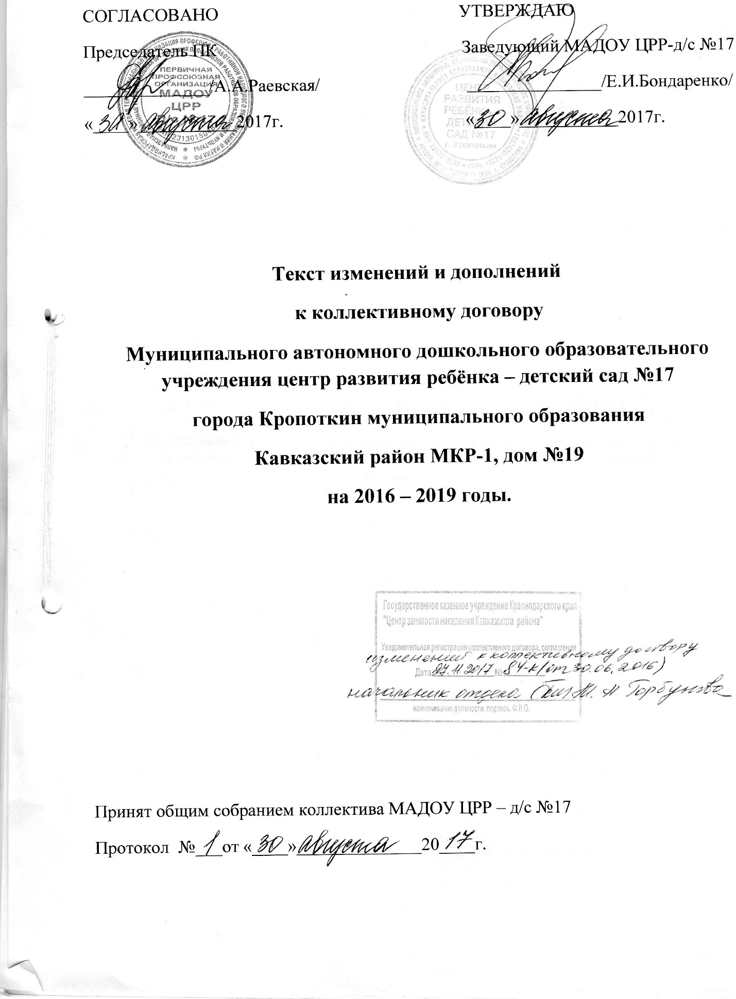 СОГЛАСОВАНО
Председатель ПК
/А.А.Раевская/
«30» августа 2017г.
УТВЕРЖДАЮ
Заведующий МАДОУ ЦРР-д/с №17
/Е.И.Бондаренко/
«30» августа 2017г.
ПЕРВИЧНАЯ
ПРОФСОЮЗНАЯ
ОРГАНИЗАЦИЯ
МАДОУ
ЦРР
ЦЕНТР
РАЗВИТИЯ
РЕБЁНКА
ДЕТСКИЙ
САД №17
г. Кропоткин
Текст изменений и дополнений
к коллективному договору
Муниципального автономного дошкольного образовательного
учреждения центр развития ребёнка – детский сад №17
города Кропоткин муниципального образования
Кавказский район МКР-1, дом №19
на 2016 – 2019 годы.
Государственное казенное учреждение Краснодарского края
"Центр занятости населения Кавказского района"
Уведомительная регистрация коллективного договора, соглашения
изменений к коллективному договору
Дата 27.11.2017 № 84-к (от 30.06.2016)
начальник отдела Горбунова
наименование должности, подпись, Ф.И.О.
Принят общим собранием коллектива МАДОУ ЦРР – д/с №17
Протокол № 1 от «30» августа 2017 г.